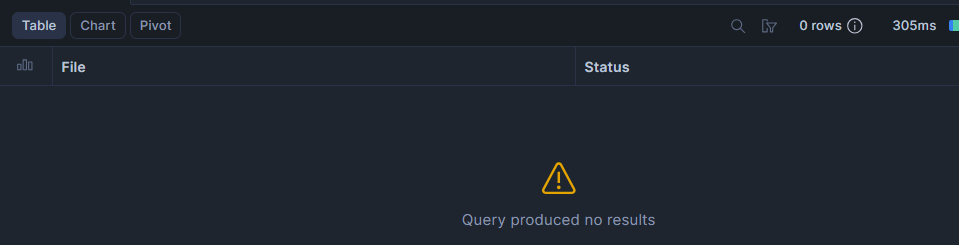 Table Chart Pivot 0 rows 305ms
File Status
Query produced no results